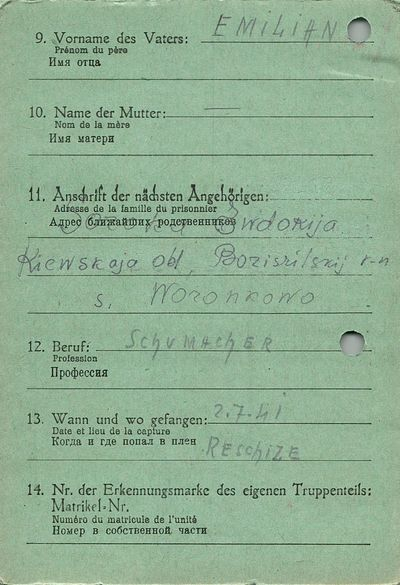 9. Vorname des Vaters: EMILIAN
Prénom du père
Имя отца
10. Name der Mutter: —
Nom de la mère
Имя матери
11. Anschrift der nächsten Angehörigen:
Adresse de la famille du prisonnier
Адрес ближайших родственников
Ewdokija
Kiewskaja obl, r-n
s. Woronkowo
12. Beruf: SCHUMACHER
Profession
Профессия
13. Wann und wo gefangen: 2.7.41
Date et lieu de la capture
Когда и где попал в плен
RESCHIZE
14. Nr. der Erkennungsmarke des eigenen Truppenteils:
Matrikel-Nr.
Numéro du matricule de l'unité
Номер в собственной части